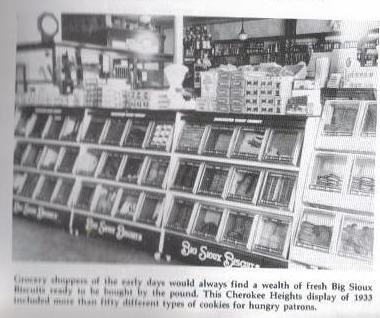 Big Sioux Biscuits
Big Sioux Biscuits
Big Sioux Biscuits
Grocery shoppers of the early days would always find a wealth of fresh Big Sioux
Biscuits ready to be bought by the pound. This Cherokee Heights display of 1933
included more than fifty different types of cookies for hungry patrons.